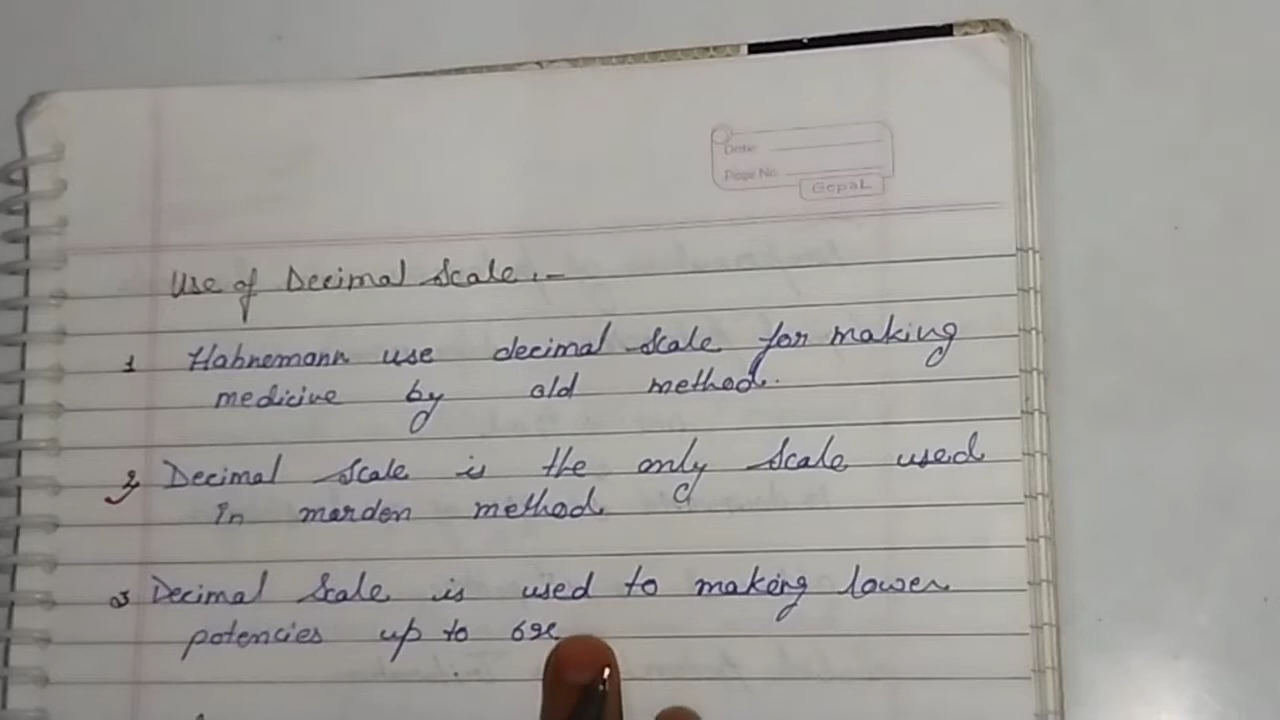 Date
Page No
Gopal
Use of Decimal Scale :-
1 Hahnemann use decimal scale for making
medicine by old method.
2, Decimal Scale is the only Scale used
In marden method.
3 Decimal Scale is used to making lower
potencies up to 6x